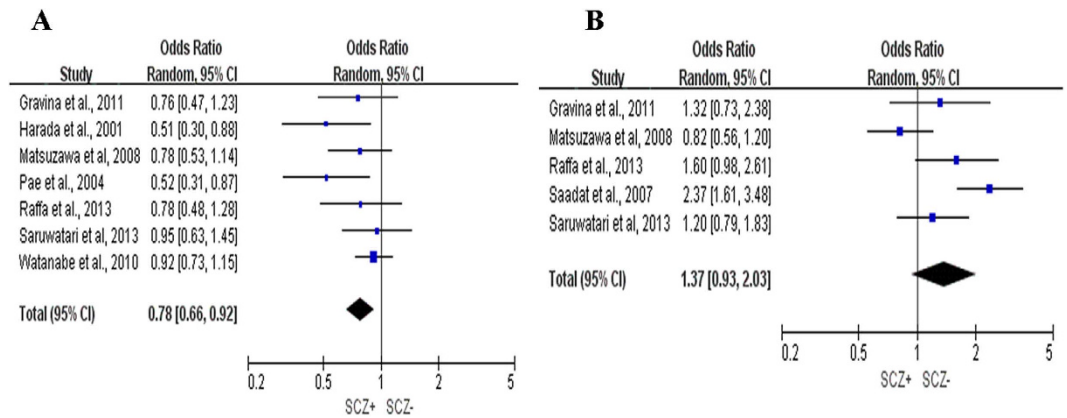 A
Odds Ratio Odds Ratio
Study Random, 95% CI Random, 95% CI
Gravina et al., 2011 0.76 [0.47, 1.23]
Harada et al., 2001 0.51 [0.30, 0.88]
Matsuzawa et al, 2008 0.78 [0.53, 1.14]
Pae et al., 2004 0.52 [0.31, 0.87]
Raffa et al., 2013 0.78 [0.48, 1.28]
Saruwatari et al, 2013 0.95 [0.63, 1.45]
Watanabe et al., 2010 0.92 [0.73, 1.15]
Total (95% CI) 0.78 [0.66, 0.92]
0.2 0.5 1 2 5
SCZ+ SCZ-
B
Odds Ratio Odds Ratio
Study Random, 95% CI Random, 95% CI
Gravina et al., 2011 1.32 [0.73, 2.38]
Matsuzawa et al, 2008 0.82 [0.56, 1.20]
Raffa et al., 2013 1.60 [0.98, 2.61]
Saadat et al., 2007 2.37 [1.61, 3.48]
Saruwatari et al, 2013 1.20 [0.79, 1.83]
Total (95% CI) 1.37 [0.93, 2.03]
0.2 0.5 1 2 5
SCZ+ SCZ-